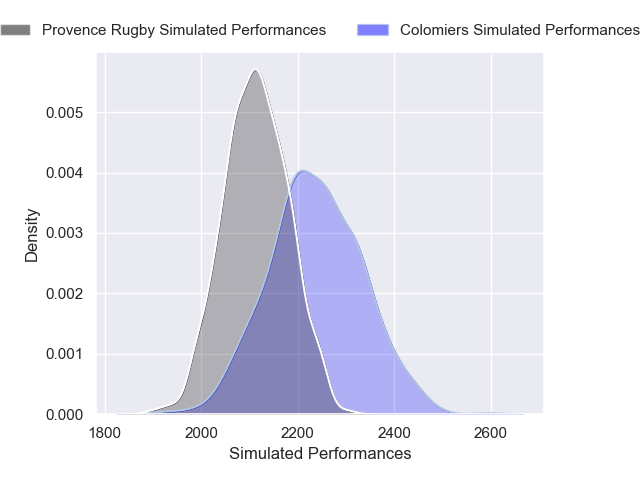 Provence Rugby Simulated Performances
Colomiers Simulated Performances
Density
0.005
0.004
0.003
0.002
0.001
0.000
1800 2000 2200 2400 2600
Simulated Performances